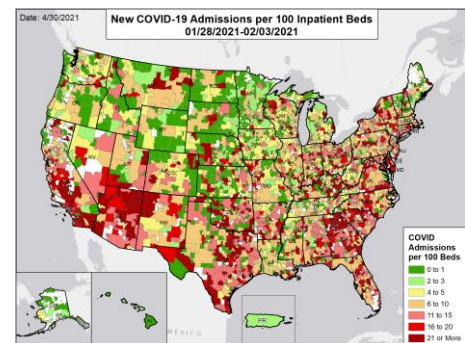 Date: 4/30/2021
New COVID-19 Admissions per 100 Inpatient Beds
01/28/2021-02/03/2021
MÉXICO
PR
COVID
Admissions
per 100 Beds
0 to 1
2 to 3
4 to 5
6 to 10
11 to 15
16 to 20
21 or More